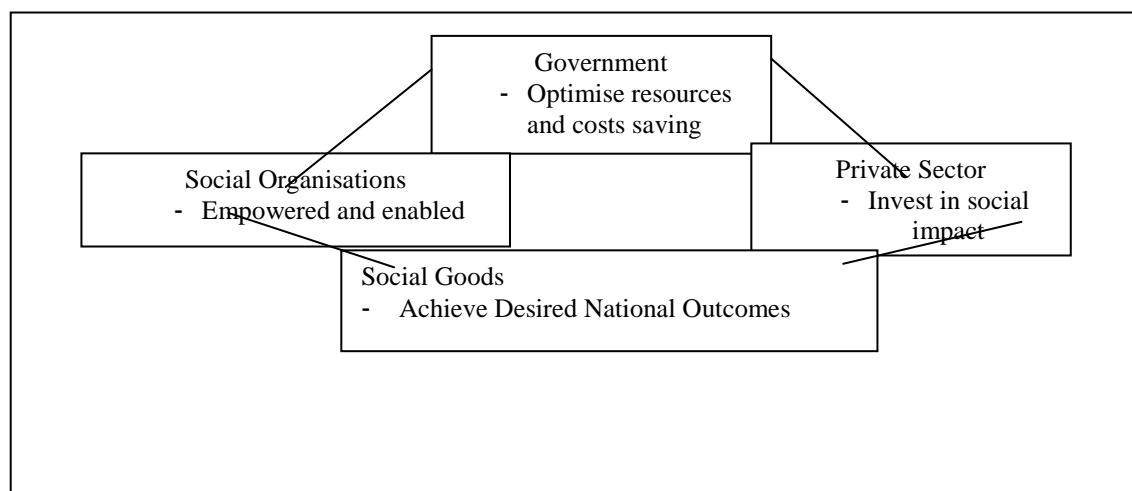 Government
- Optimise resources
and costs saving
Social Organisations
- Empowered and enabled
Private Sector
- Invest in social
impact
Social Goods
- Achieve Desired National Outcomes